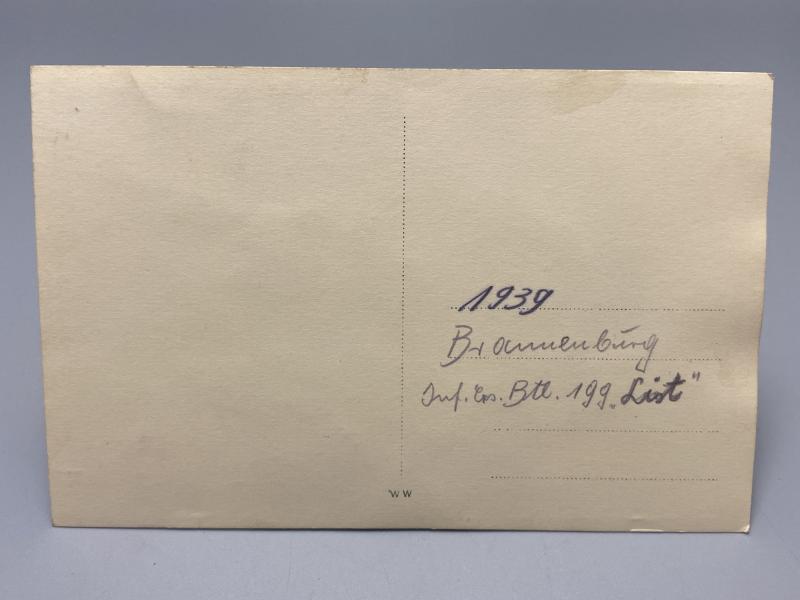 1939
Brannenburg
Inf. Ers. Btl. 199 „List"
WW